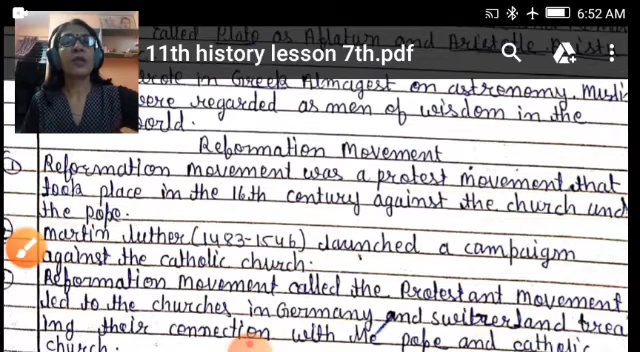 6:52 AM
called Plato as Aflatun and Aristotle
11th history lesson 7th.pdf
wrote in Greek Almagest on astronomy. Musli
were regarded as men of wisdom in the
world.
Reformation Movement
① Reformation movement was a protest movement that
took place in the 16th century against the church and
the pope.
Martin Luther (1483-1546) launched a campaign
against the catholic church.
Reformation Movement called the Protestant Movement
led to the churches in Germany and switzerland brea
ing their connection with the pope and catholic
church.